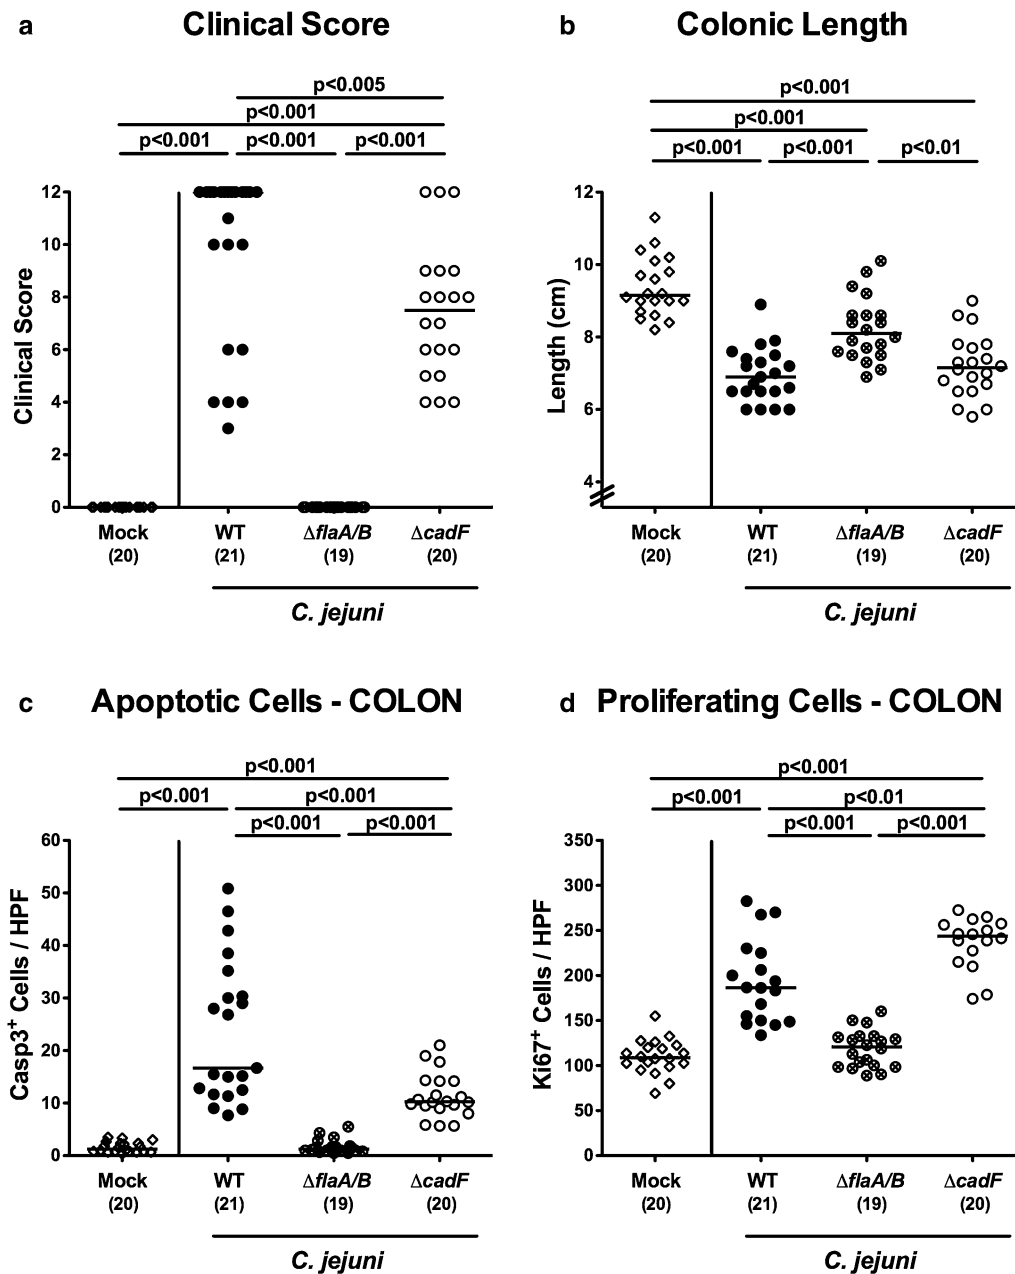 a Clinical Score
p<0.005
p<0.001
p<0.001 p<0.001 p<0.001
12
10
8
6
4
2
0
Clinical Score
Mock WT ΔflaA/B ΔcadF
(20) (21) (19) (20)
C. jejuni
b Colonic Length
p<0.001
p<0.001
p<0.001 p<0.001 p<0.01
12
10
8
6
4
Length (cm)
Mock WT ΔflaA/B ΔcadF
(20) (21) (19) (20)
C. jejuni
c Apoptotic Cells - COLON
p<0.001
p<0.001 p<0.001
p<0.001 p<0.001
60
50
40
30
20
10
0
Casp3⁺ Cells / HPF
Mock WT ΔflaA/B ΔcadF
(20) (21) (19) (20)
C. jejuni
d Proliferating Cells - COLON
p<0.001
p<0.001 p<0.01
p<0.001 p<0.001
350
300
250
200
150
100
50
0
Ki67⁺ Cells / HPF
Mock WT ΔflaA/B ΔcadF
(20) (21) (19) (20)
C. jejuni